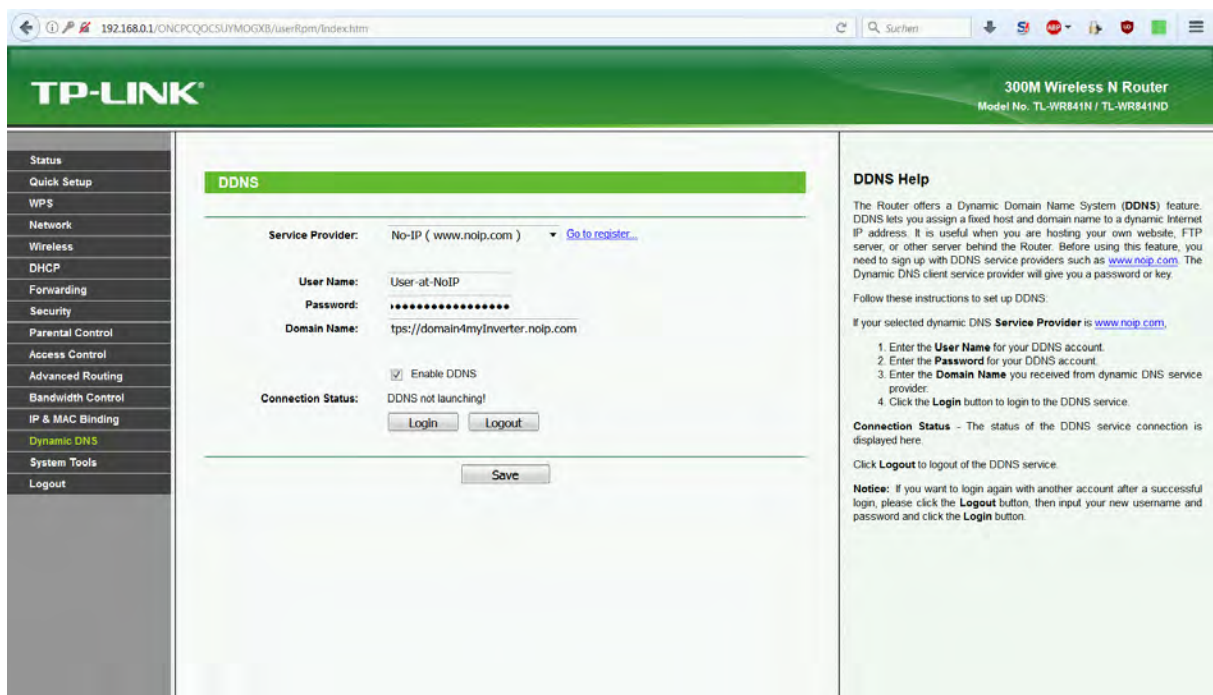 192.168.0.1/ONCPCQOCSUYMOGXB/userRpm/Index.htm
Suchen
TP-LINK®
300M Wireless N Router
Model No. TL-WR841N / TL-WR841ND
Status
Quick Setup
WPS
Network
Wireless
DHCP
Forwarding
Security
Parental Control
Access Control
Advanced Routing
Bandwidth Control
IP & MAC Binding
Dynamic DNS
System Tools
Logout
DDNS
Service Provider: No-IP ( www.noip.com ) Go to register...
User Name: User-at-NoIP
Password: •••••••••••••••••
Domain Name: tps://domain4myInverter.noip.com
Enable DDNS
Connection Status: DDNS not launching!
Login Logout
Save
DDNS Help
The Router offers a Dynamic Domain Name System (DDNS) feature.
DDNS lets you assign a fixed host and domain name to a dynamic Internet
IP address. It is useful when you are hosting your own website, FTP
server, or other server behind the Router. Before using this feature, you
need to sign up with DDNS service providers such as www.noip.com. The
Dynamic DNS client service provider will give you a password or key.
Follow these instructions to set up DDNS:
If your selected dynamic DNS Service Provider is www.noip.com,
1. Enter the User Name for your DDNS account.
2. Enter the Password for your DDNS account.
3. Enter the Domain Name you received from dynamic DNS service
provider.
4. Click the Login button to login to the DDNS service.
Connection Status - The status of the DDNS service connection is
displayed here.
Click Logout to logout of the DDNS service.
Notice: If you want to login again with another account after a successful
login, please click the Logout button, then input your new username and
password and click the Login button.